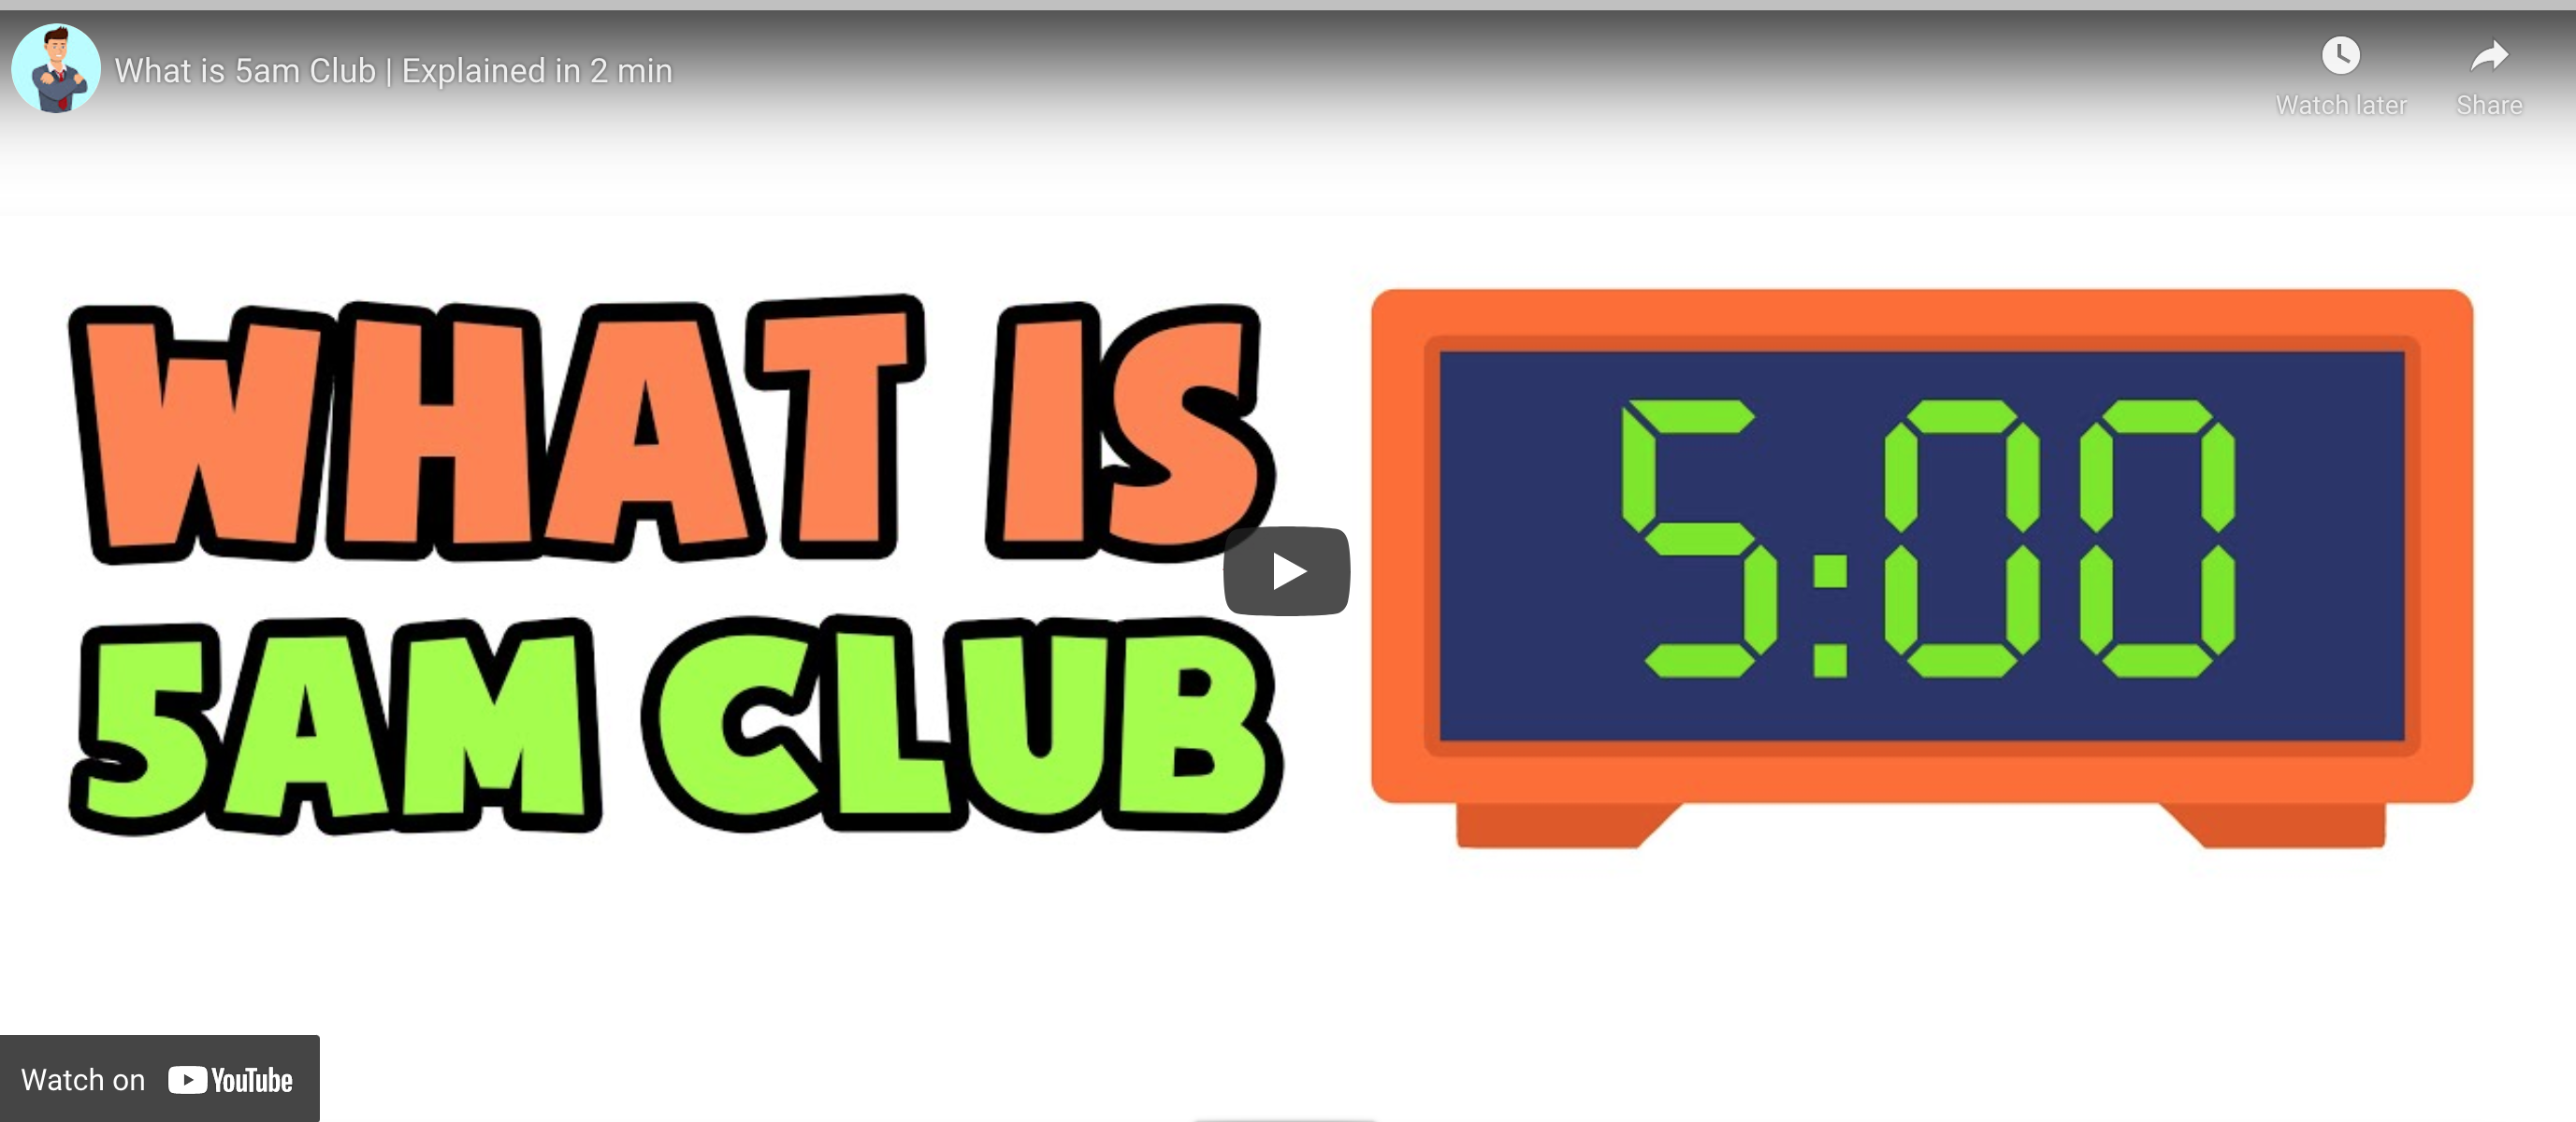 What is 5am Club | Explained in 2 min
Watch later
Share
WHAT IS
5AM CLUB
5:00
Watch on YouTube